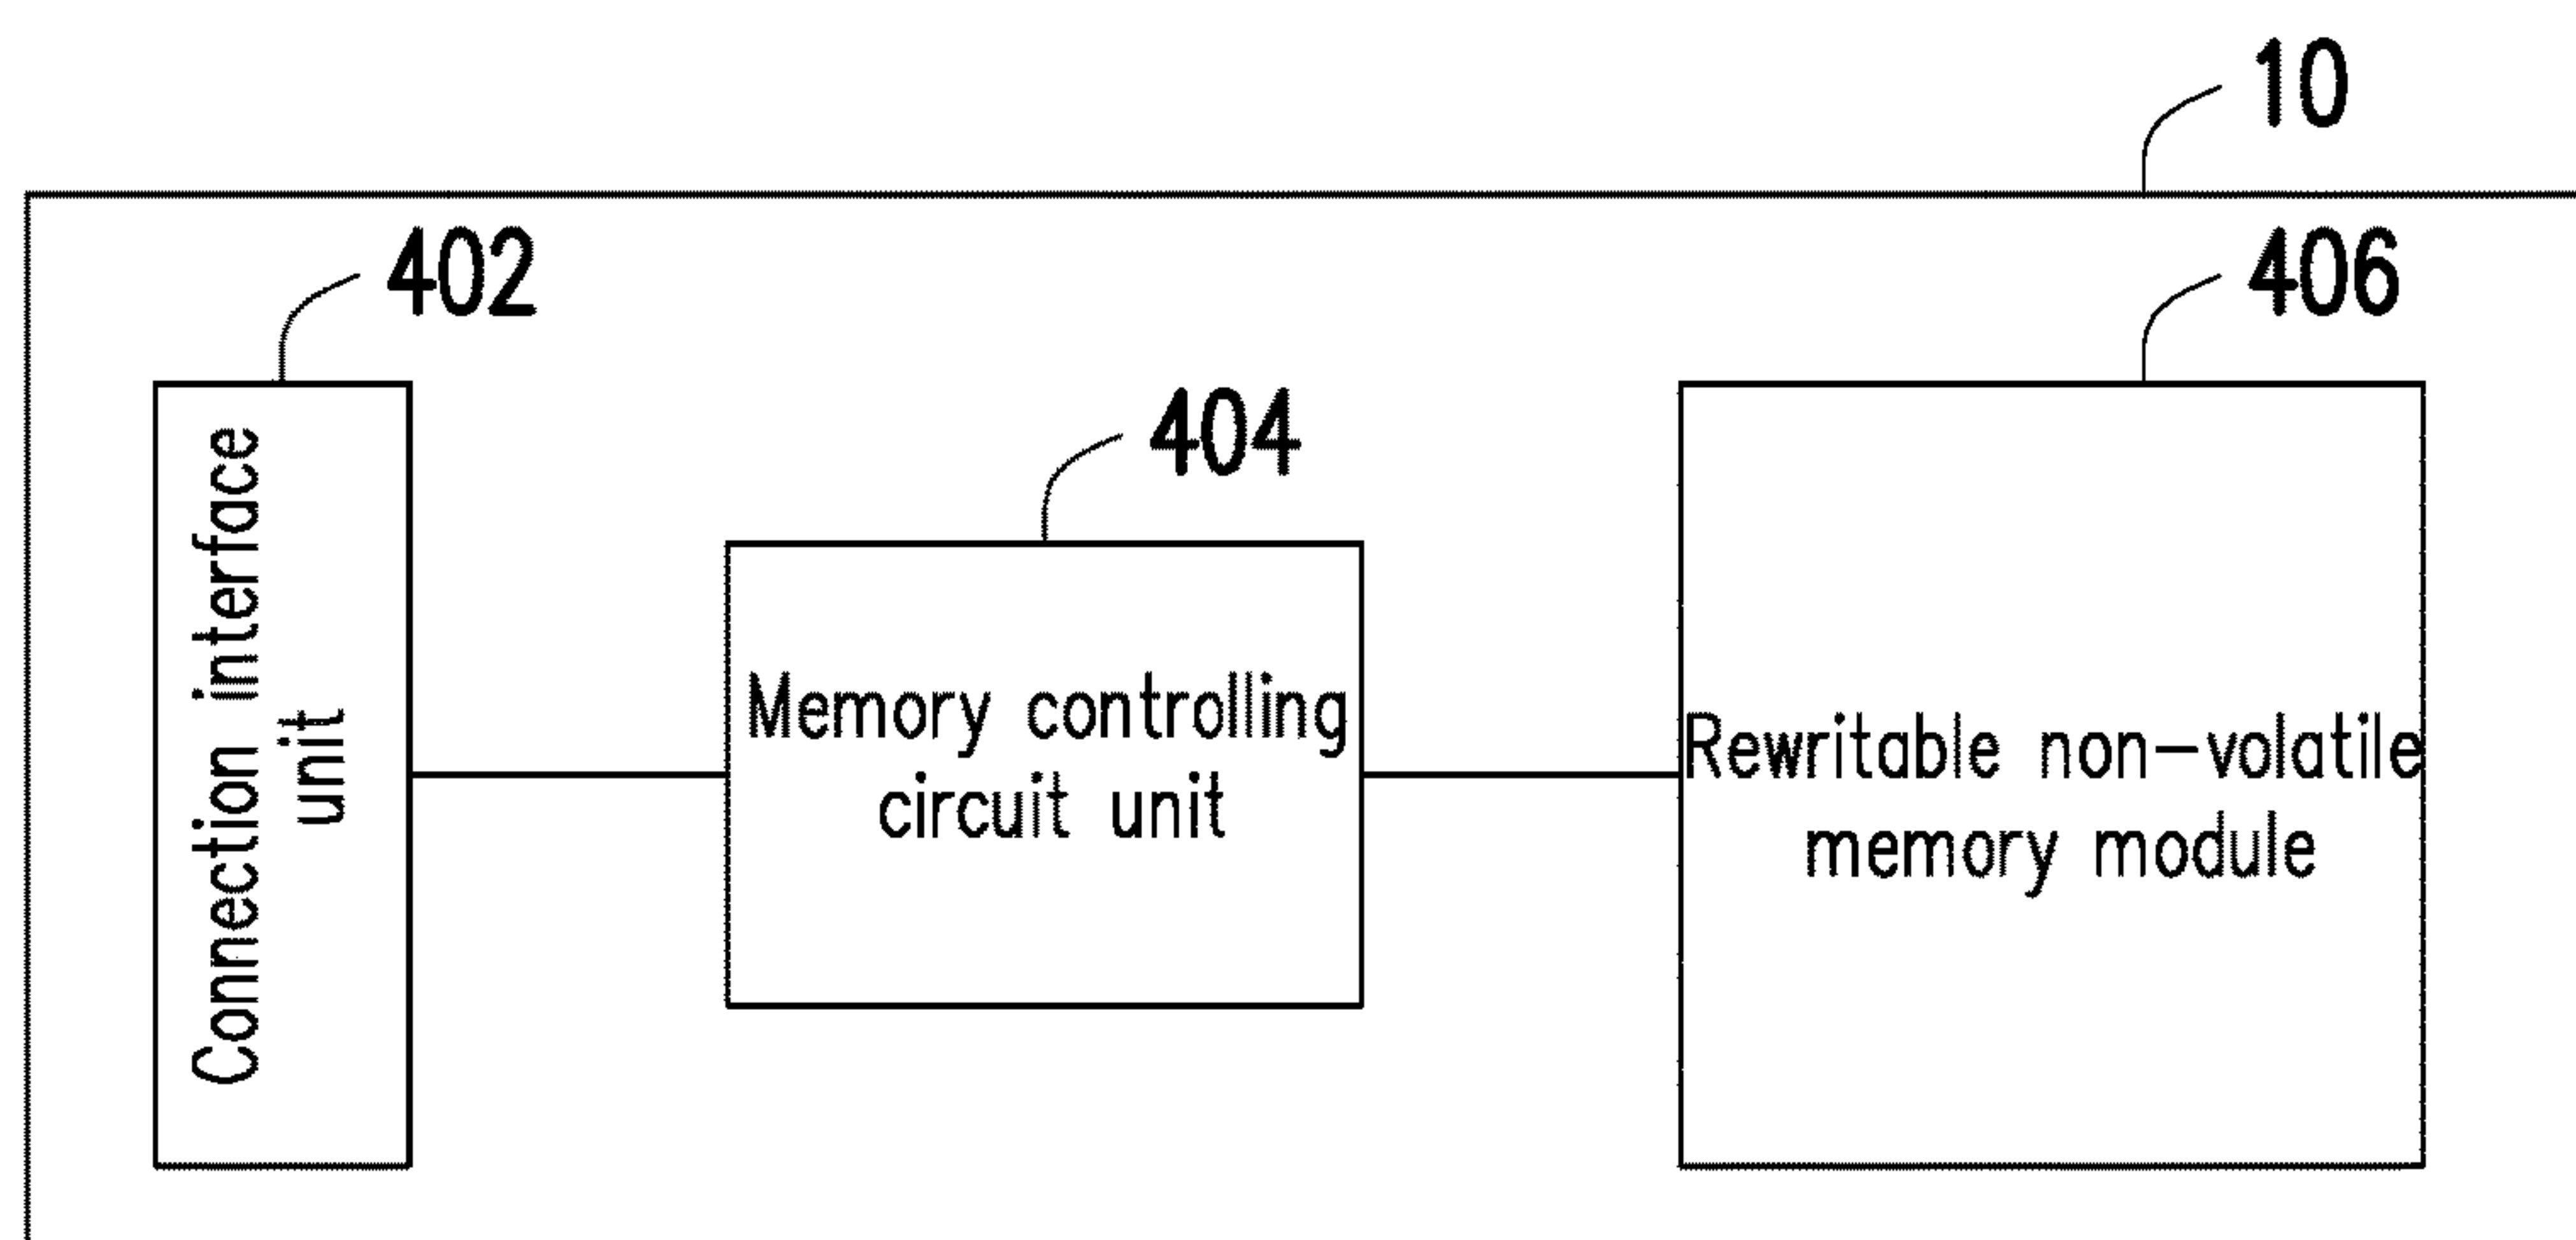 10
402
406
404
Connection interface
unit
Memory controlling
circuit unit
Rewritable non-volatile
memory module